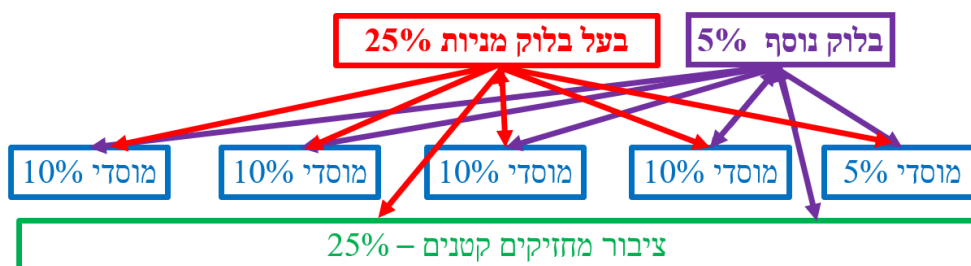 בעל בלוק מניות 25%
בלוק נוסף 5%
מוסדי 10%
מוסדי 10%
מוסדי 10%
מוסדי 10%
מוסדי 5%
ציבור מחזיקים קטנים – 25%